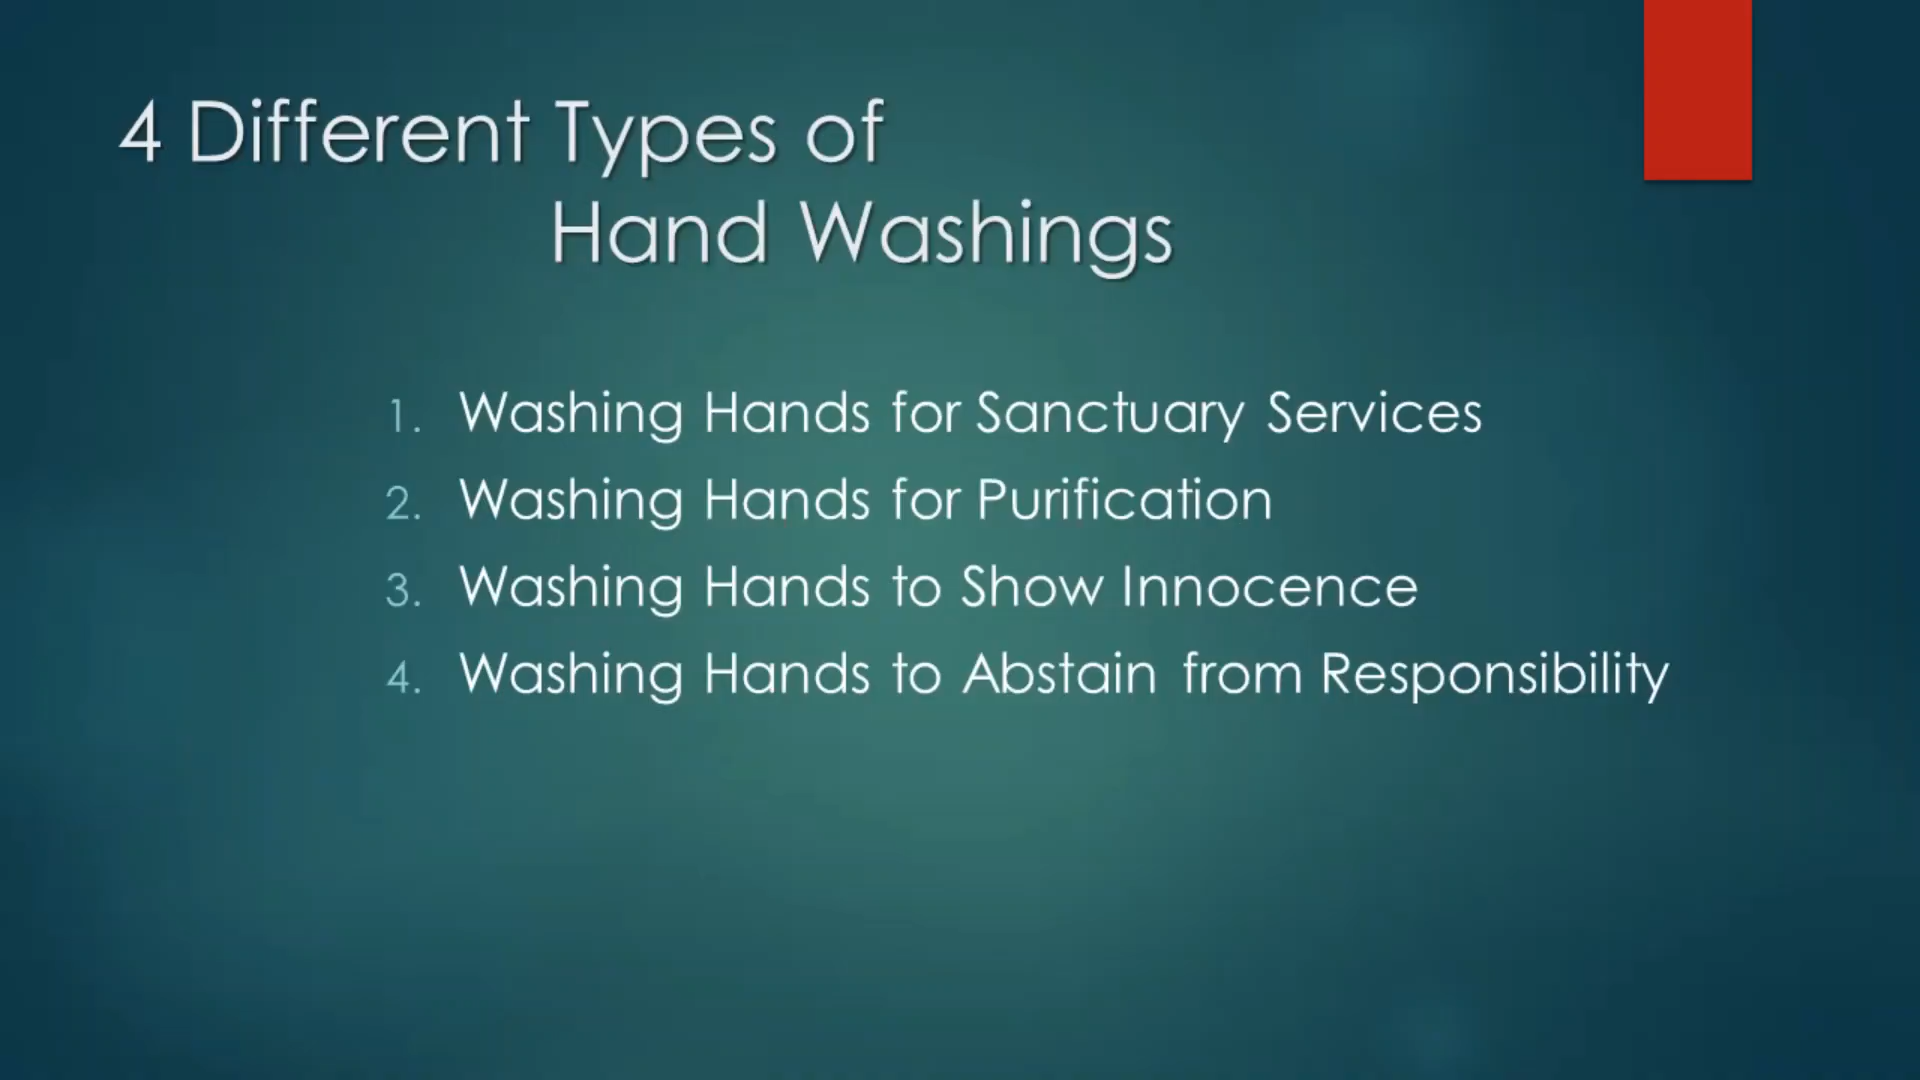 4 Different Types of
Hand Washings
1. Washing Hands for Sanctuary Services
2. Washing Hands for Purification
3. Washing Hands to Show Innocence
4. Washing Hands to Abstain from Responsibility